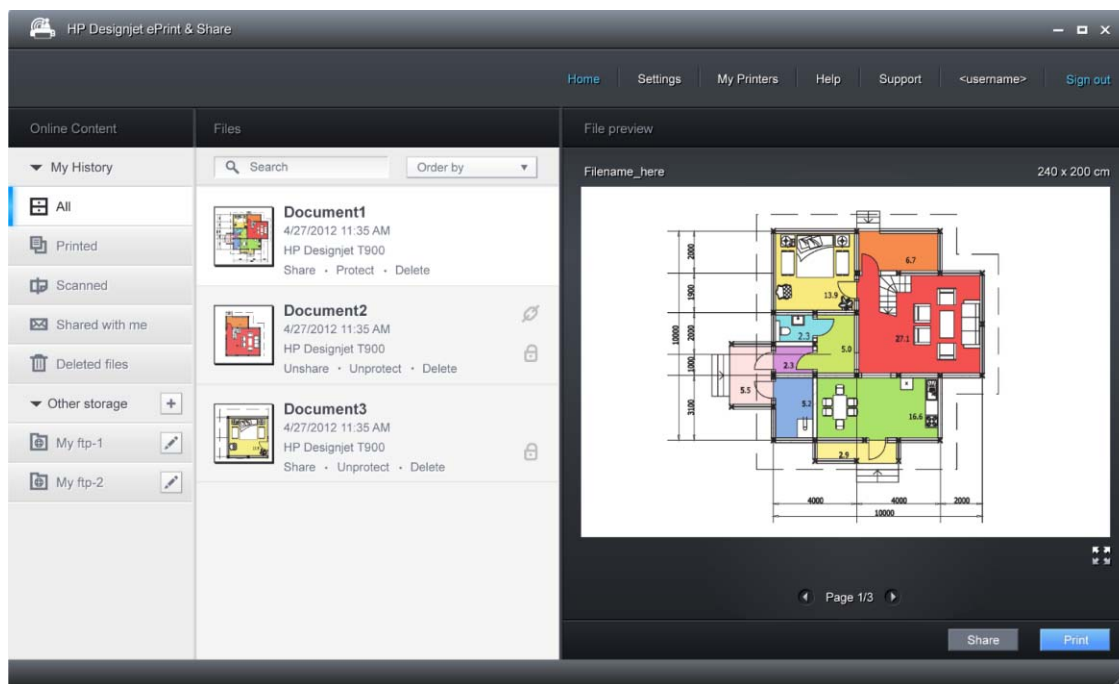 HP Designjet ePrint & Share
Home Settings My Printers Help Support <username> Sign out
Online Content
My History
All
Printed
Scanned
Shared with me
Deleted files
Other storage
My ftp-1
My ftp-2
Files
Search Order by
Document1
4/27/2012 11:35 AM
HP Designjet T900
Share · Protect · Delete
Document2
4/27/2012 11:35 AM
HP Designjet T900
Unshare · Unprotect · Delete
Document3
4/27/2012 11:35 AM
HP Designjet T900
Share · Unprotect · Delete
File preview
Filename_here 240 x 200 cm
2000
1900
10000
2000
1000
3100
6.7
13.9
27.1
2.3
5.0
2.3
5.5
5.2
16.6
2.9
4000 4000 2000
10000
Page 1/3
Share Print